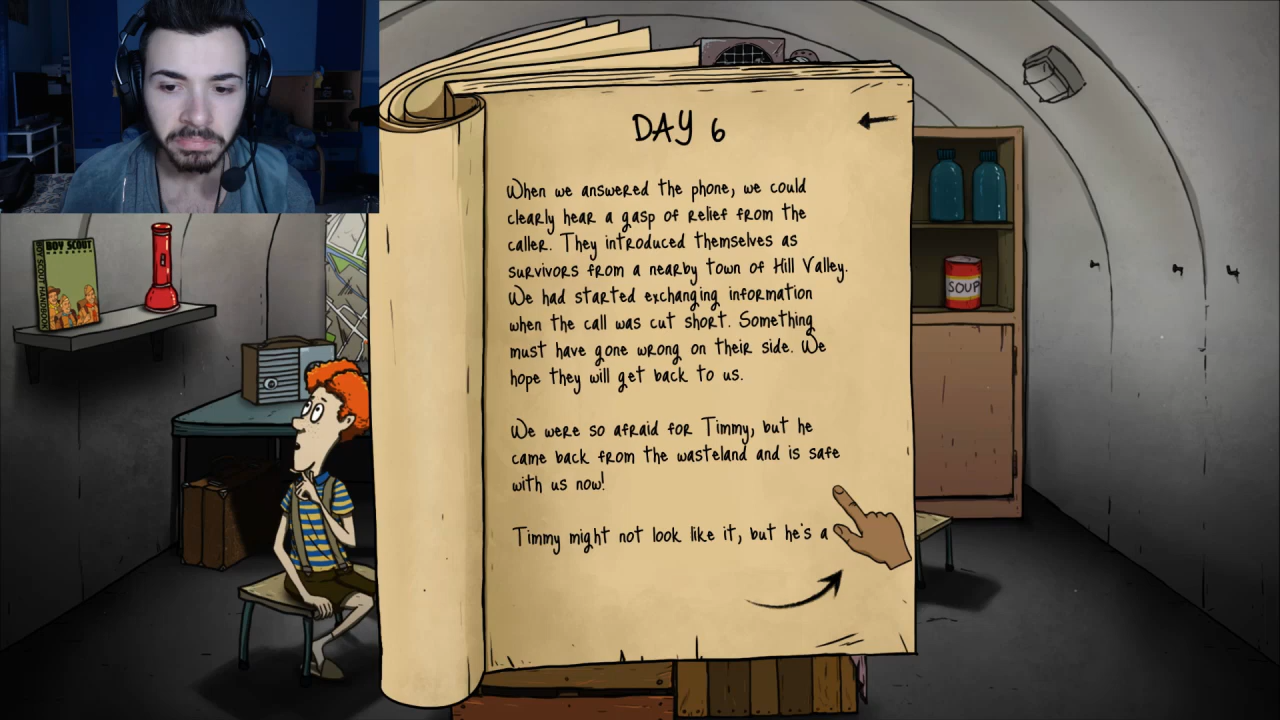 DAY 6
When we answered the phone, we could
clearly hear a gasp of relief from the
caller. They introduced themselves as
survivors from a nearby town of Hill Valley.
We had started exchanging information
when the call was cut short. Something
must have gone wrong on their side. We
hope they will get back to us.
We were so afraid for Timmy, but he
came back from the wasteland and is safe
with us now!
Timmy might not look like it, but he's a
BOY SCOUT
BOY SCOUT HANDBOOK
SOUP